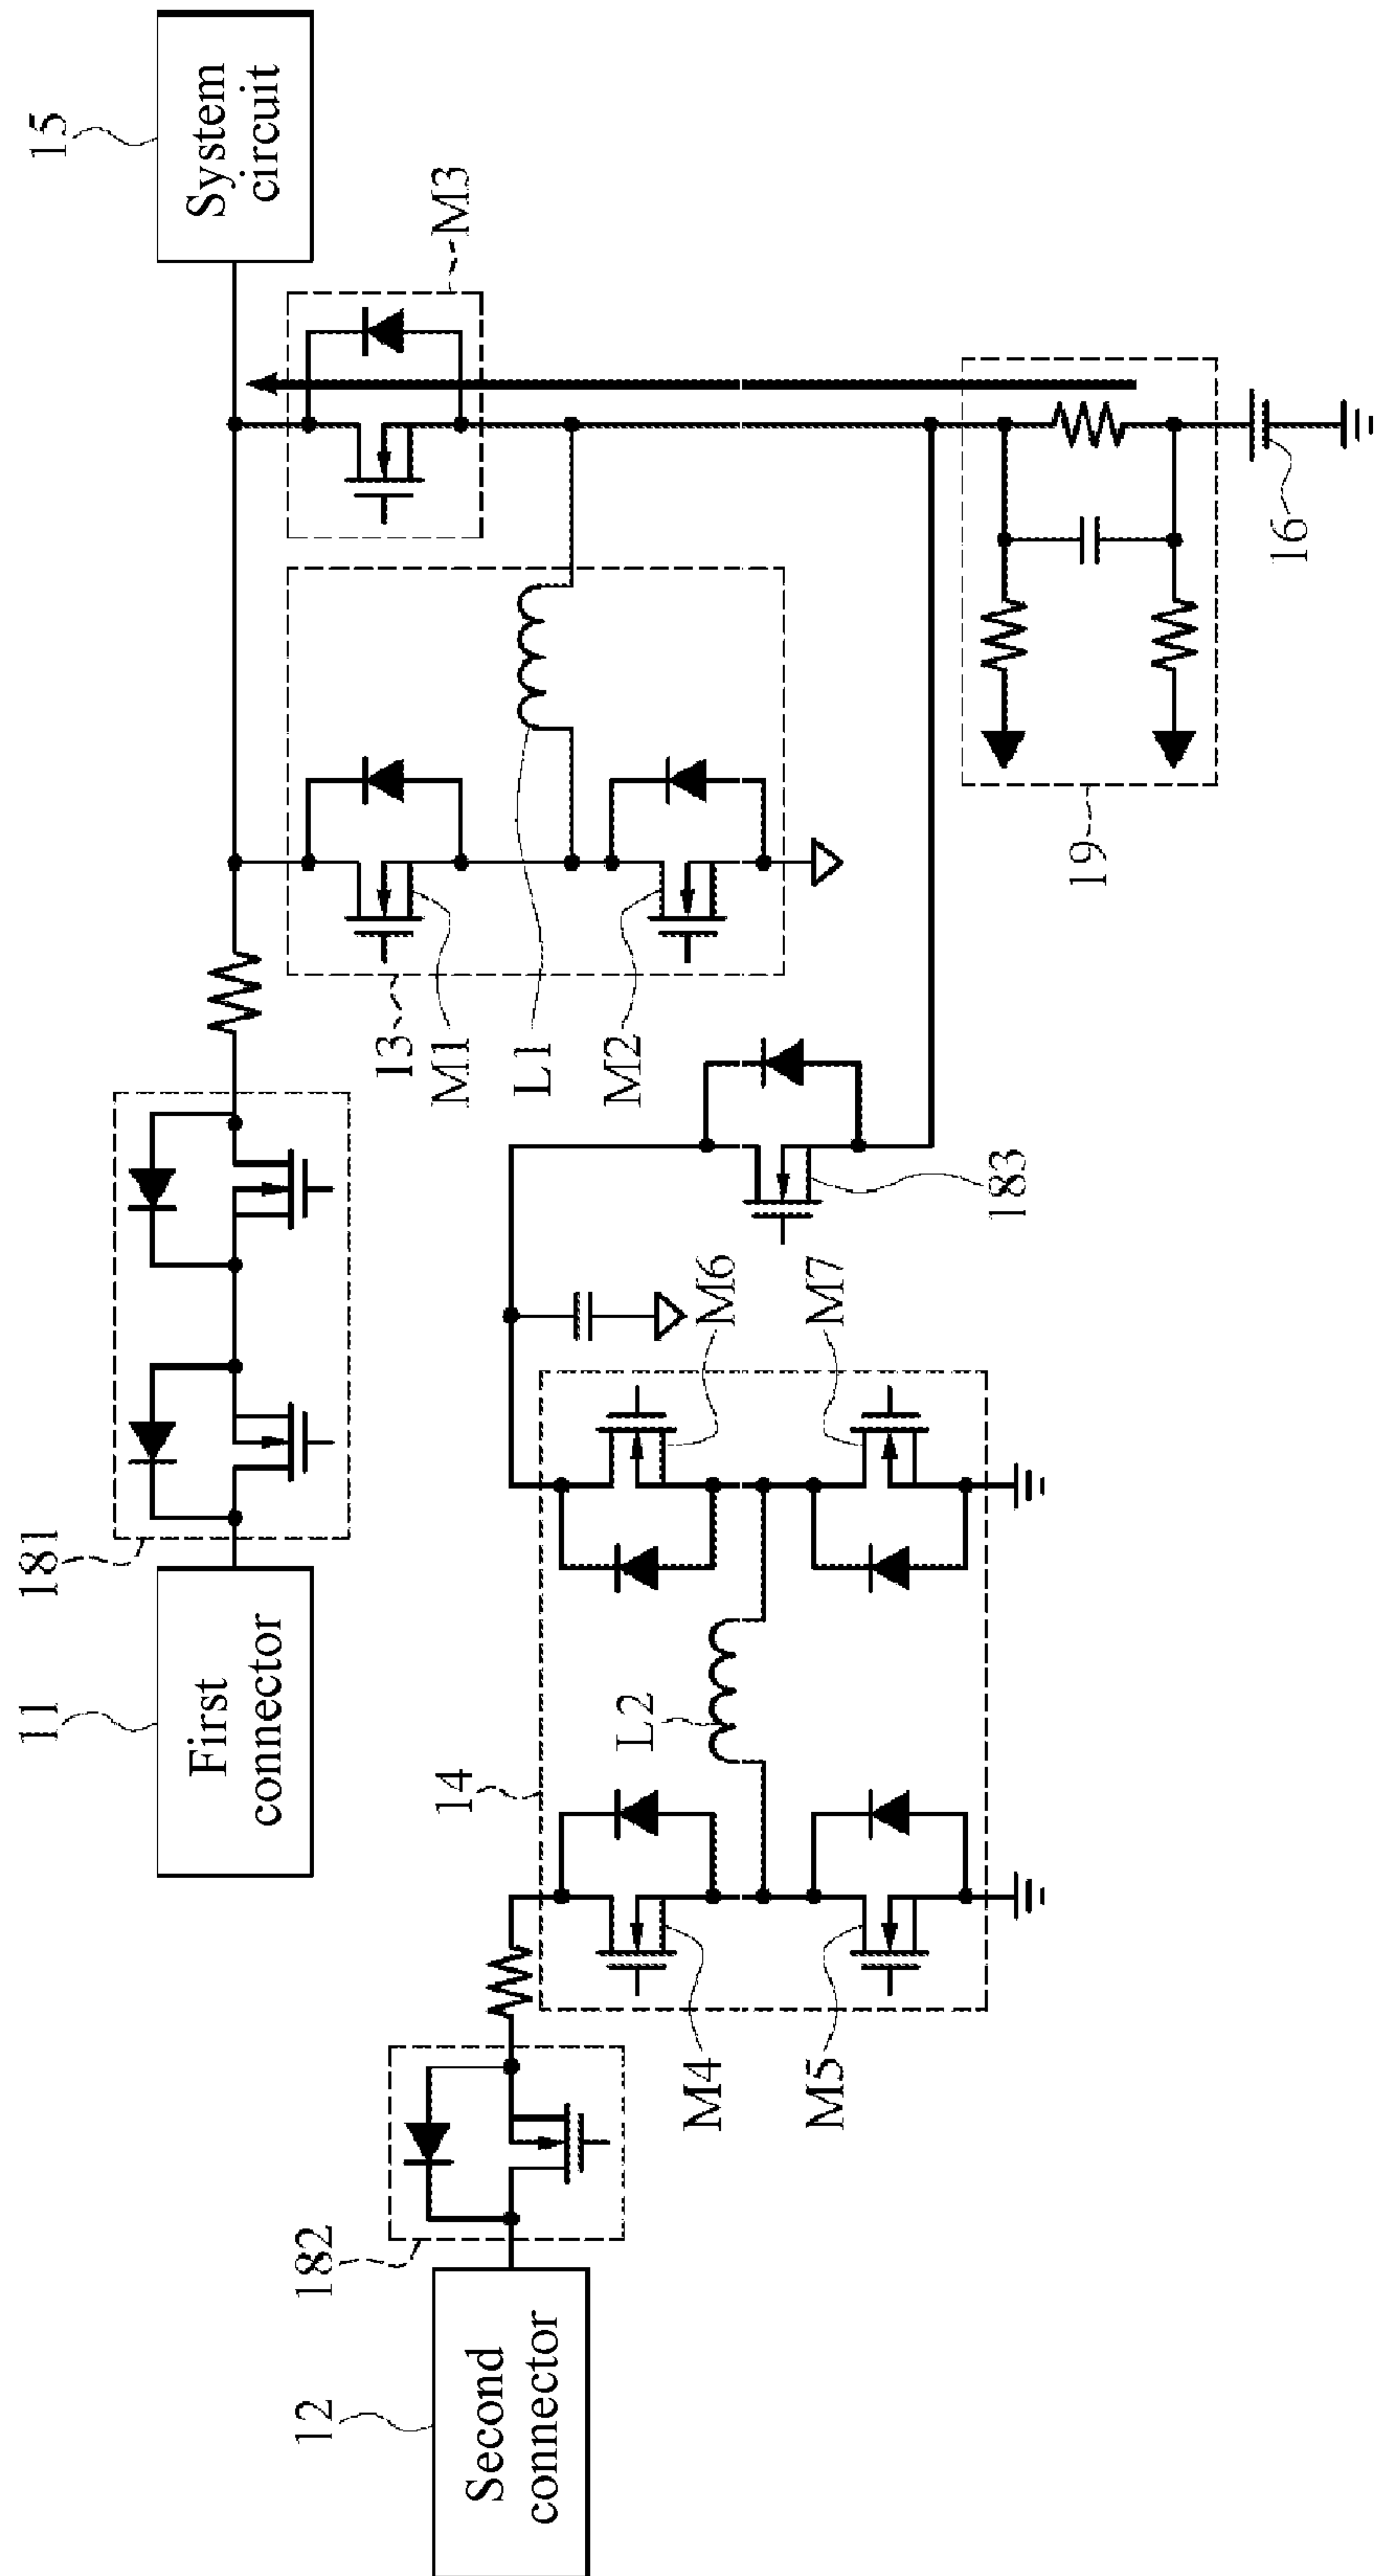 15
System
circuit
M3
16
19
13
M1
L1
M2
183
181
11
First
connector
M6
M7
14
L2
M4
M5
182
12
Second
connector